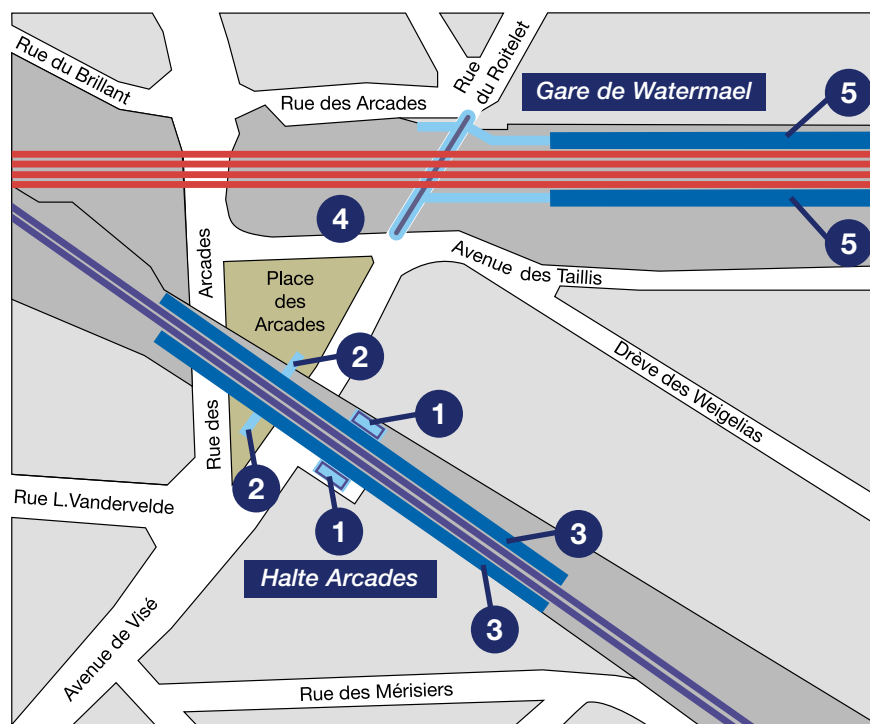 Rue du Brillant
Rue des Arcades
Rue
du Roitelet
Gare de Watermael
5
4
5
Avenue des Taillis
Place
des
Arcades
Rue des Arcades
2
1
Drève des Weigelias
2
Rue L.Vandervelde
1
3
Halte Arcades
3
Avenue de Visé
Rue des Mérisiers